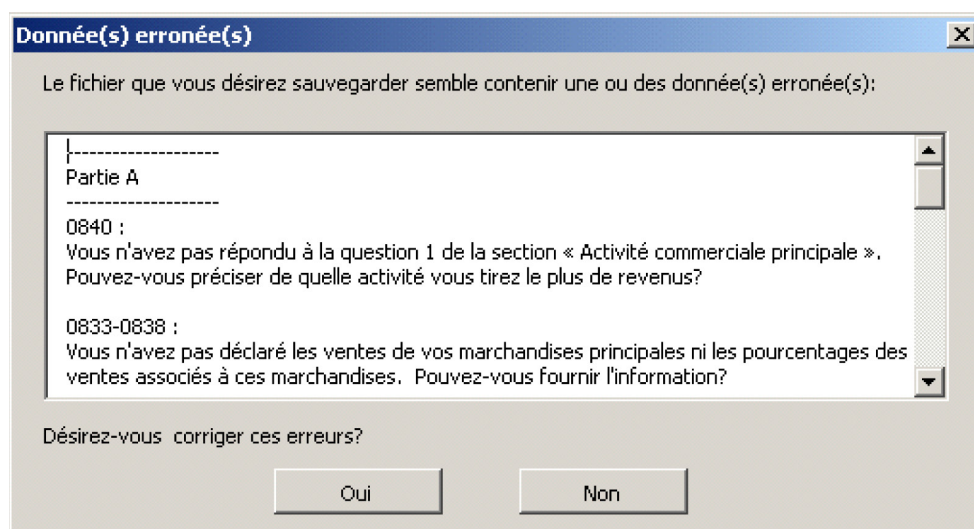 Donnée(s) erronée(s)
Le fichier que vous désirez sauvegarder semble contenir une ou des donnée(s) erronée(s):
--------------------
Partie A
--------------------
0840 :
Vous n'avez pas répondu à la question 1 de la section « Activité commerciale principale ».
Pouvez-vous préciser de quelle activité vous tirez le plus de revenus?
0833-0838 :
Vous n'avez pas déclaré les ventes de vos marchandises principales ni les pourcentages des
ventes associés à ces marchandises.  Pouvez-vous fournir l'information?
Désirez-vous  corriger ces erreurs?
Oui
Non